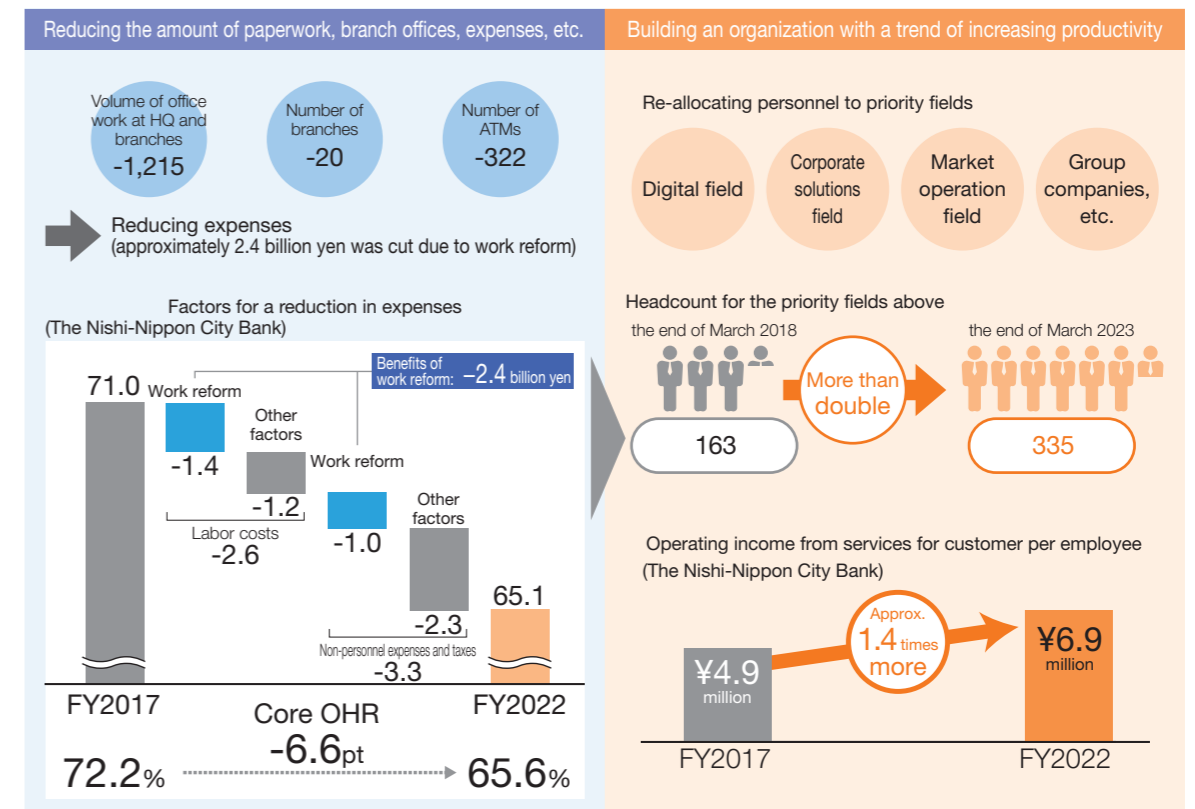 Reducing the amount of paperwork, branch offices, expenses, etc.
Volume of office
work at HQ and
branches
-1,215
Number of
branches
-20
Number of
ATMs
-322
Reducing expenses
(approximately 2.4 billion yen was cut due to work reform)
Factors for a reduction in expenses
(The Nishi-Nippon City Bank)
Benefits of
work reform: –2.4 billion yen
71.0
Work reform
-1.4
Other
factors
-1.2
Labor costs
-2.6
Work reform
-1.0
Other
factors
-2.3
Non-personnel expenses and taxes
-3.3
65.1
FY2017
FY2022
Core OHR
-6.6pt
72.2%
65.6%
Building an organization with a trend of increasing productivity
Re-allocating personnel to priority fields
Digital field
Corporate
solutions
field
Market
operation
field
Group
companies,
etc.
Headcount for the priority fields above
the end of March 2018
the end of March 2023
More than
double
163
335
Operating income from services for customer per employee
(The Nishi-Nippon City Bank)
¥4.9
million
Approx.
1.4 times
more
¥6.9
million
FY2017
FY2022